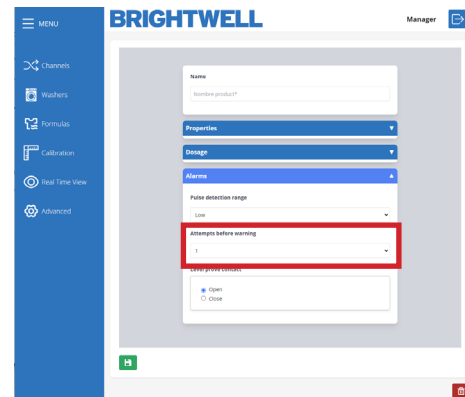 MENU
BRIGHTWELL
Manager
Channels
Washers
Formulas
Calibration
Real Time View
Advanced
Name
Nombre product*
Properties
Dosage
Alarms
Pulse detection range
Low
Attempts before warning
1
Level prove contact
Open
Close